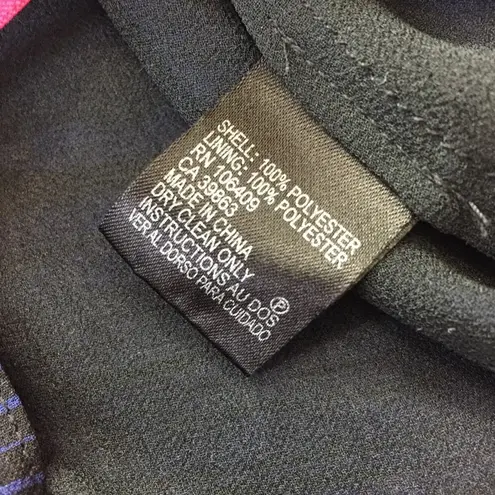 SHELL: 100% POLYESTER
LINING: 100% POLYESTER
RN 106409
CA 39863
MADE IN CHINA
DRY CLEAN ONLY
INSTRUCTIONS AU DOS
VER AL DORSO PARA CUIDADO
P